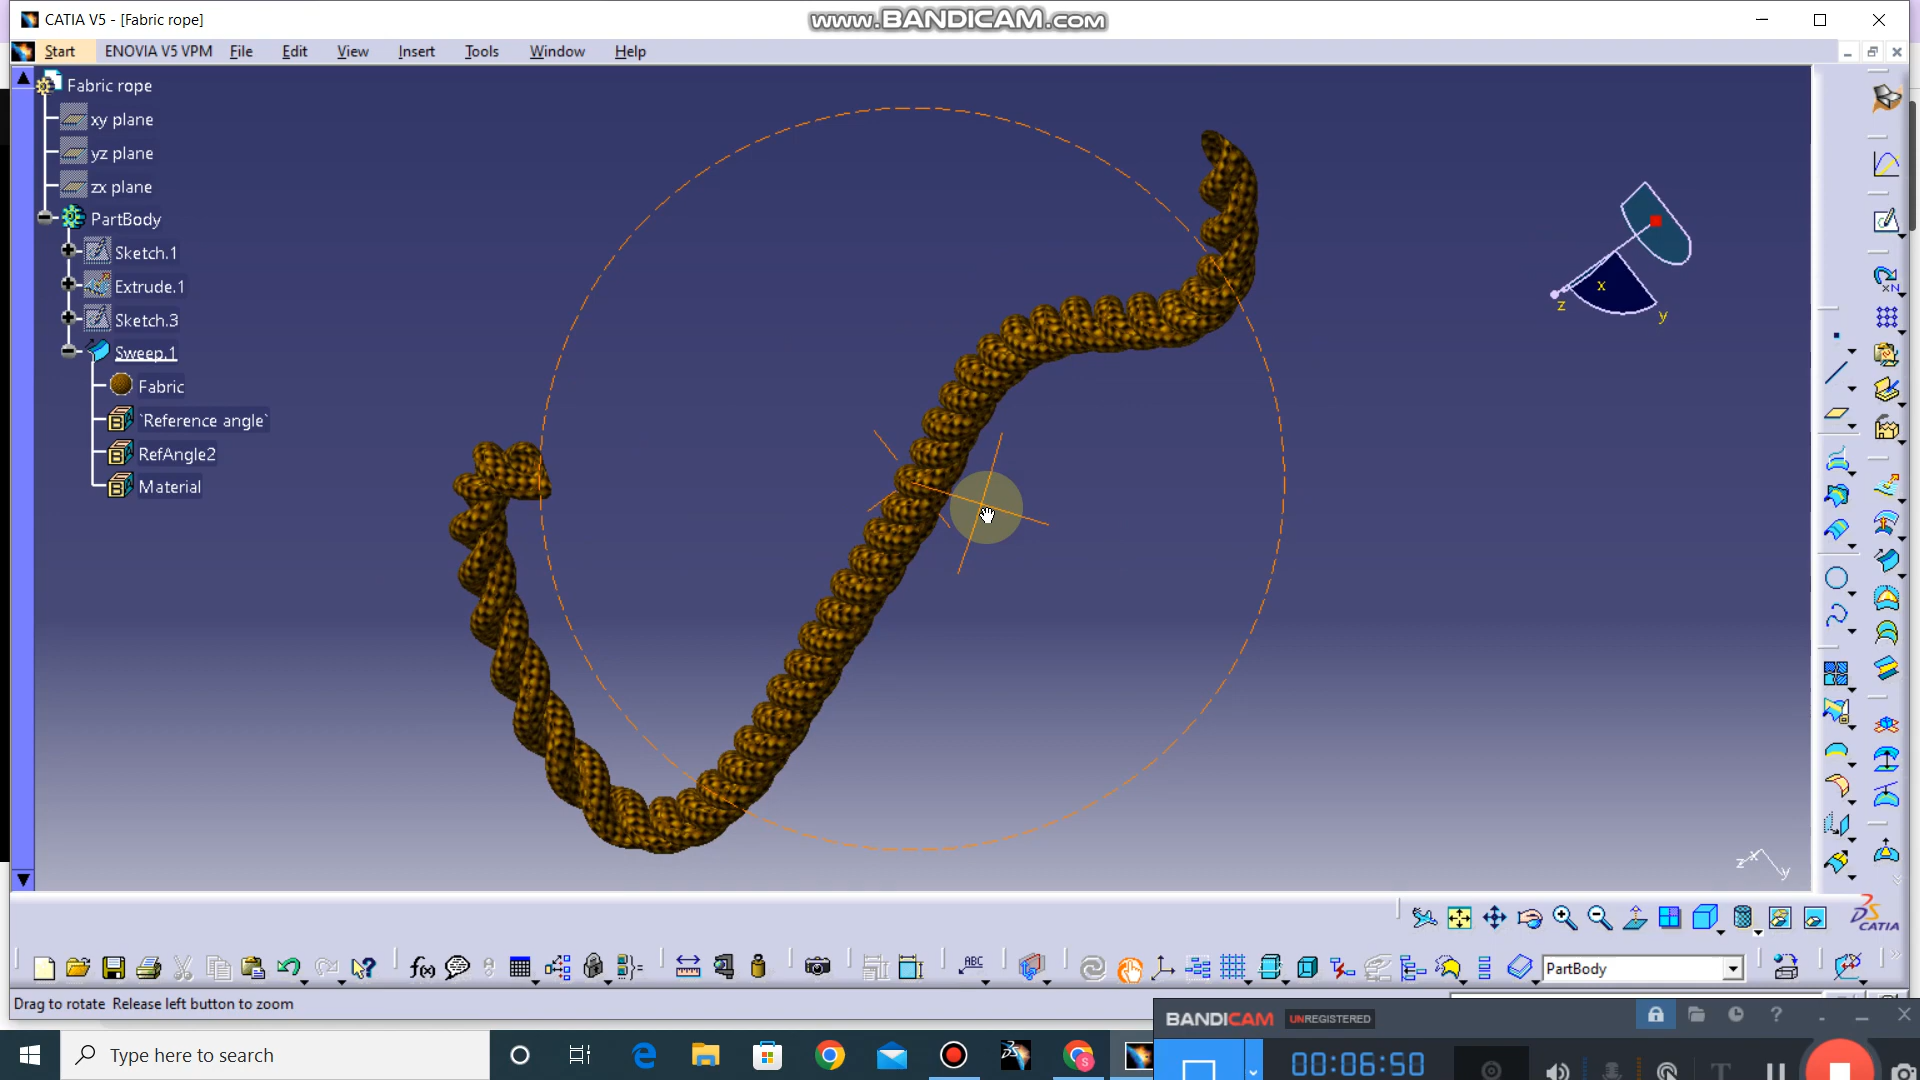 CATIA V5 - [Fabric rope]
www.BANDICAM.com
Start ENOVIA V5 VPM File Edit View Insert Tools Window Help
Fabric rope
xy plane
yz plane
zx plane
PartBody
Sketch.1
Extrude.1
Sketch.3
Sweep.1
Fabric
`Reference angle`
RefAngle2
Material
x
z
y
z x y
CATIA
f(x)
ABC
PartBody
Drag to rotate Release left button to zoom
BANDICAM UNREGISTERED
Type here to search
00:06:50